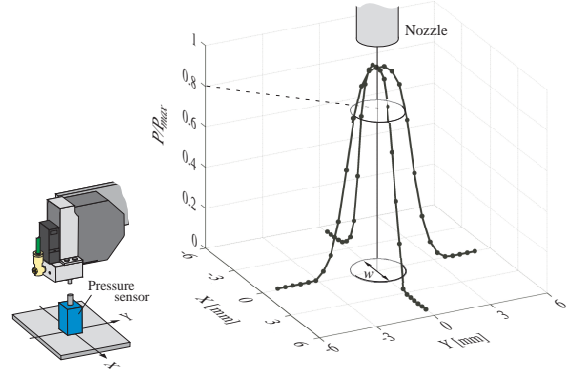 Nozzle
1
0.8
0.6
0.4
0.2
0
P/Pmax
-6
-3
0
3
6
X [mm]
-6
-3
0
3
6
Y [mm]
w
Pressure
sensor
Y
X